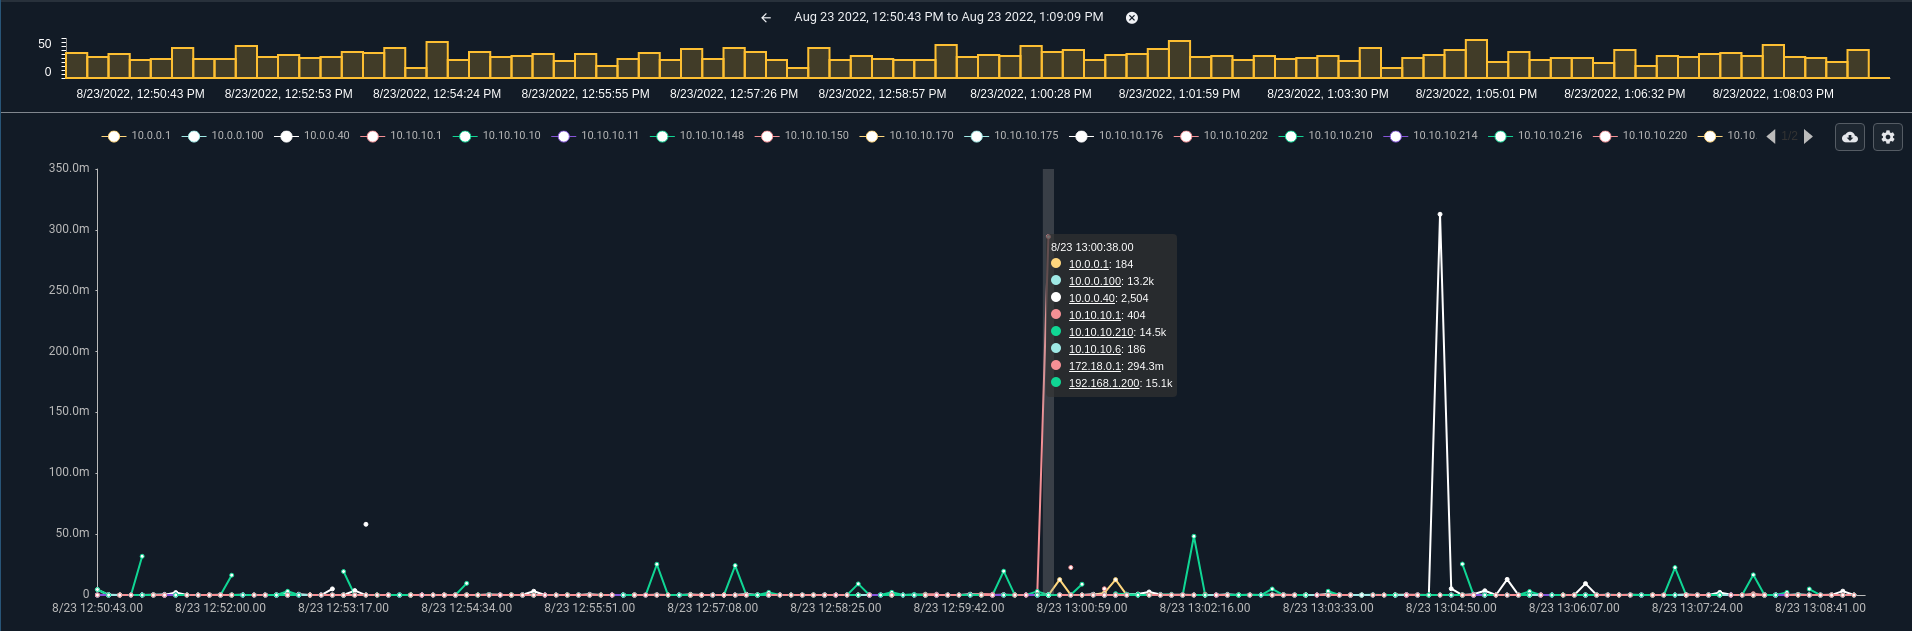 Aug 23 2022, 12:50:43 PM to Aug 23 2022, 1:09:09 PM
50
0
8/23/2022, 12:50:43 PM 8/23/2022, 12:52:53 PM 8/23/2022, 12:54:24 PM 8/23/2022, 12:55:55 PM 8/23/2022, 12:57:26 PM 8/23/2022, 12:58:57 PM 8/23/2022, 1:00:28 PM 8/23/2022, 1:01:59 PM 8/23/2022, 1:03:30 PM 8/23/2022, 1:05:01 PM 8/23/2022, 1:06:32 PM 8/23/2022, 1:08:03 PM
10.0.0.1 10.0.0.100 10.0.0.40 10.10.10.1 10.10.10.10 10.10.10.11 10.10.10.148 10.10.10.150 10.10.10.170 10.10.10.175 10.10.10.176 10.10.10.202 10.10.10.210 10.10.10.214 10.10.10.216 10.10.10.220 10.10 1/2
350.0m
300.0m
250.0m
200.0m
150.0m
100.0m
50.0m
0
8/23 13:00:38.00
10.0.0.1: 184
10.0.0.100: 13.2k
10.0.0.40: 2,504
10.10.10.1: 404
10.10.10.210: 14.5k
10.10.10.6: 186
172.18.0.1: 294.3m
192.168.1.200: 15.1k
8/23 12:50:43.00 8/23 12:52:00.00 8/23 12:53:17.00 8/23 12:54:34.00 8/23 12:55:51.00 8/23 12:57:08.00 8/23 12:58:25.00 8/23 12:59:42.00 8/23 13:00:59.00 8/23 13:02:16.00 8/23 13:03:33.00 8/23 13:04:50.00 8/23 13:06:07.00 8/23 13:07:24.00 8/23 13:08:41.00